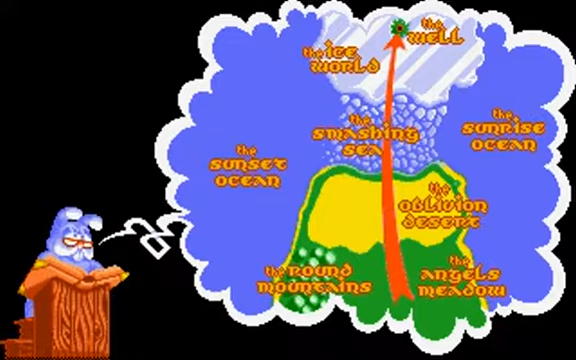 the
WELL
the ICE
WORLD
the
SMASHING
SEA
the
SUNRISE
OCEAN
the
SUNSET
OCEAN
the
OBLIVION
DESERT
the ROUND
MOUNTAINS
the
ANGELS
MEADOW